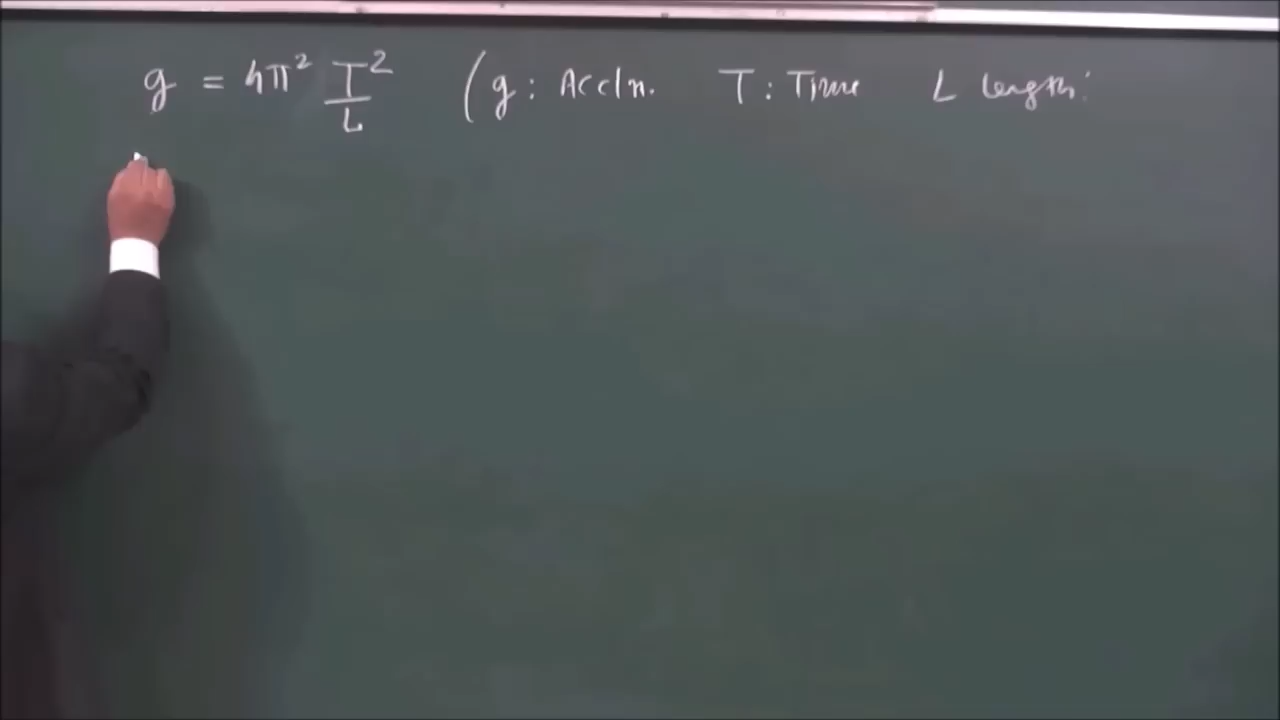 g = 4π² T²/L (g : Accln. T : Time L length :